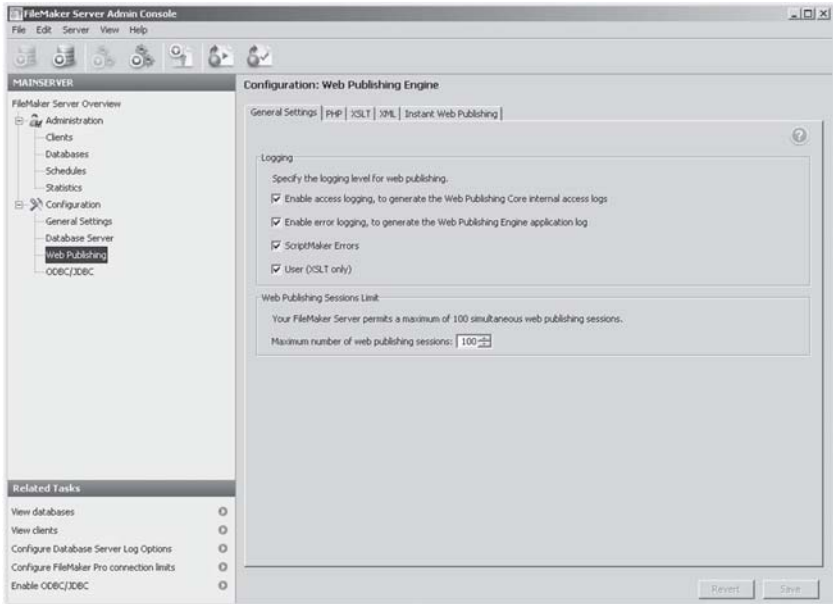 FileMaker Server Admin Console
File Edit Server View Help
MAINSERVER
FileMaker Server Overview
Administration
Clients
Databases
Schedules
Statistics
Configuration
General Settings
Database Server
Web Publishing
ODBC/JDBC
Related Tasks
View databases
View clients
Configure Database Server Log Options
Configure FileMaker Pro connection limits
Enable ODBC/JDBC
Configuration: Web Publishing Engine
General Settings PHP XSLT XML Instant Web Publishing
Logging
Specify the logging level for web publishing.
Enable access logging, to generate the Web Publishing Core internal access logs
Enable error logging, to generate the Web Publishing Engine application log
ScriptMaker Errors
User (XSLT only)
Web Publishing Sessions Limit
Your FileMaker Server permits a maximum of 100 simultaneous web publishing sessions.
Maximum number of web publishing sessions: 100
Revert Save